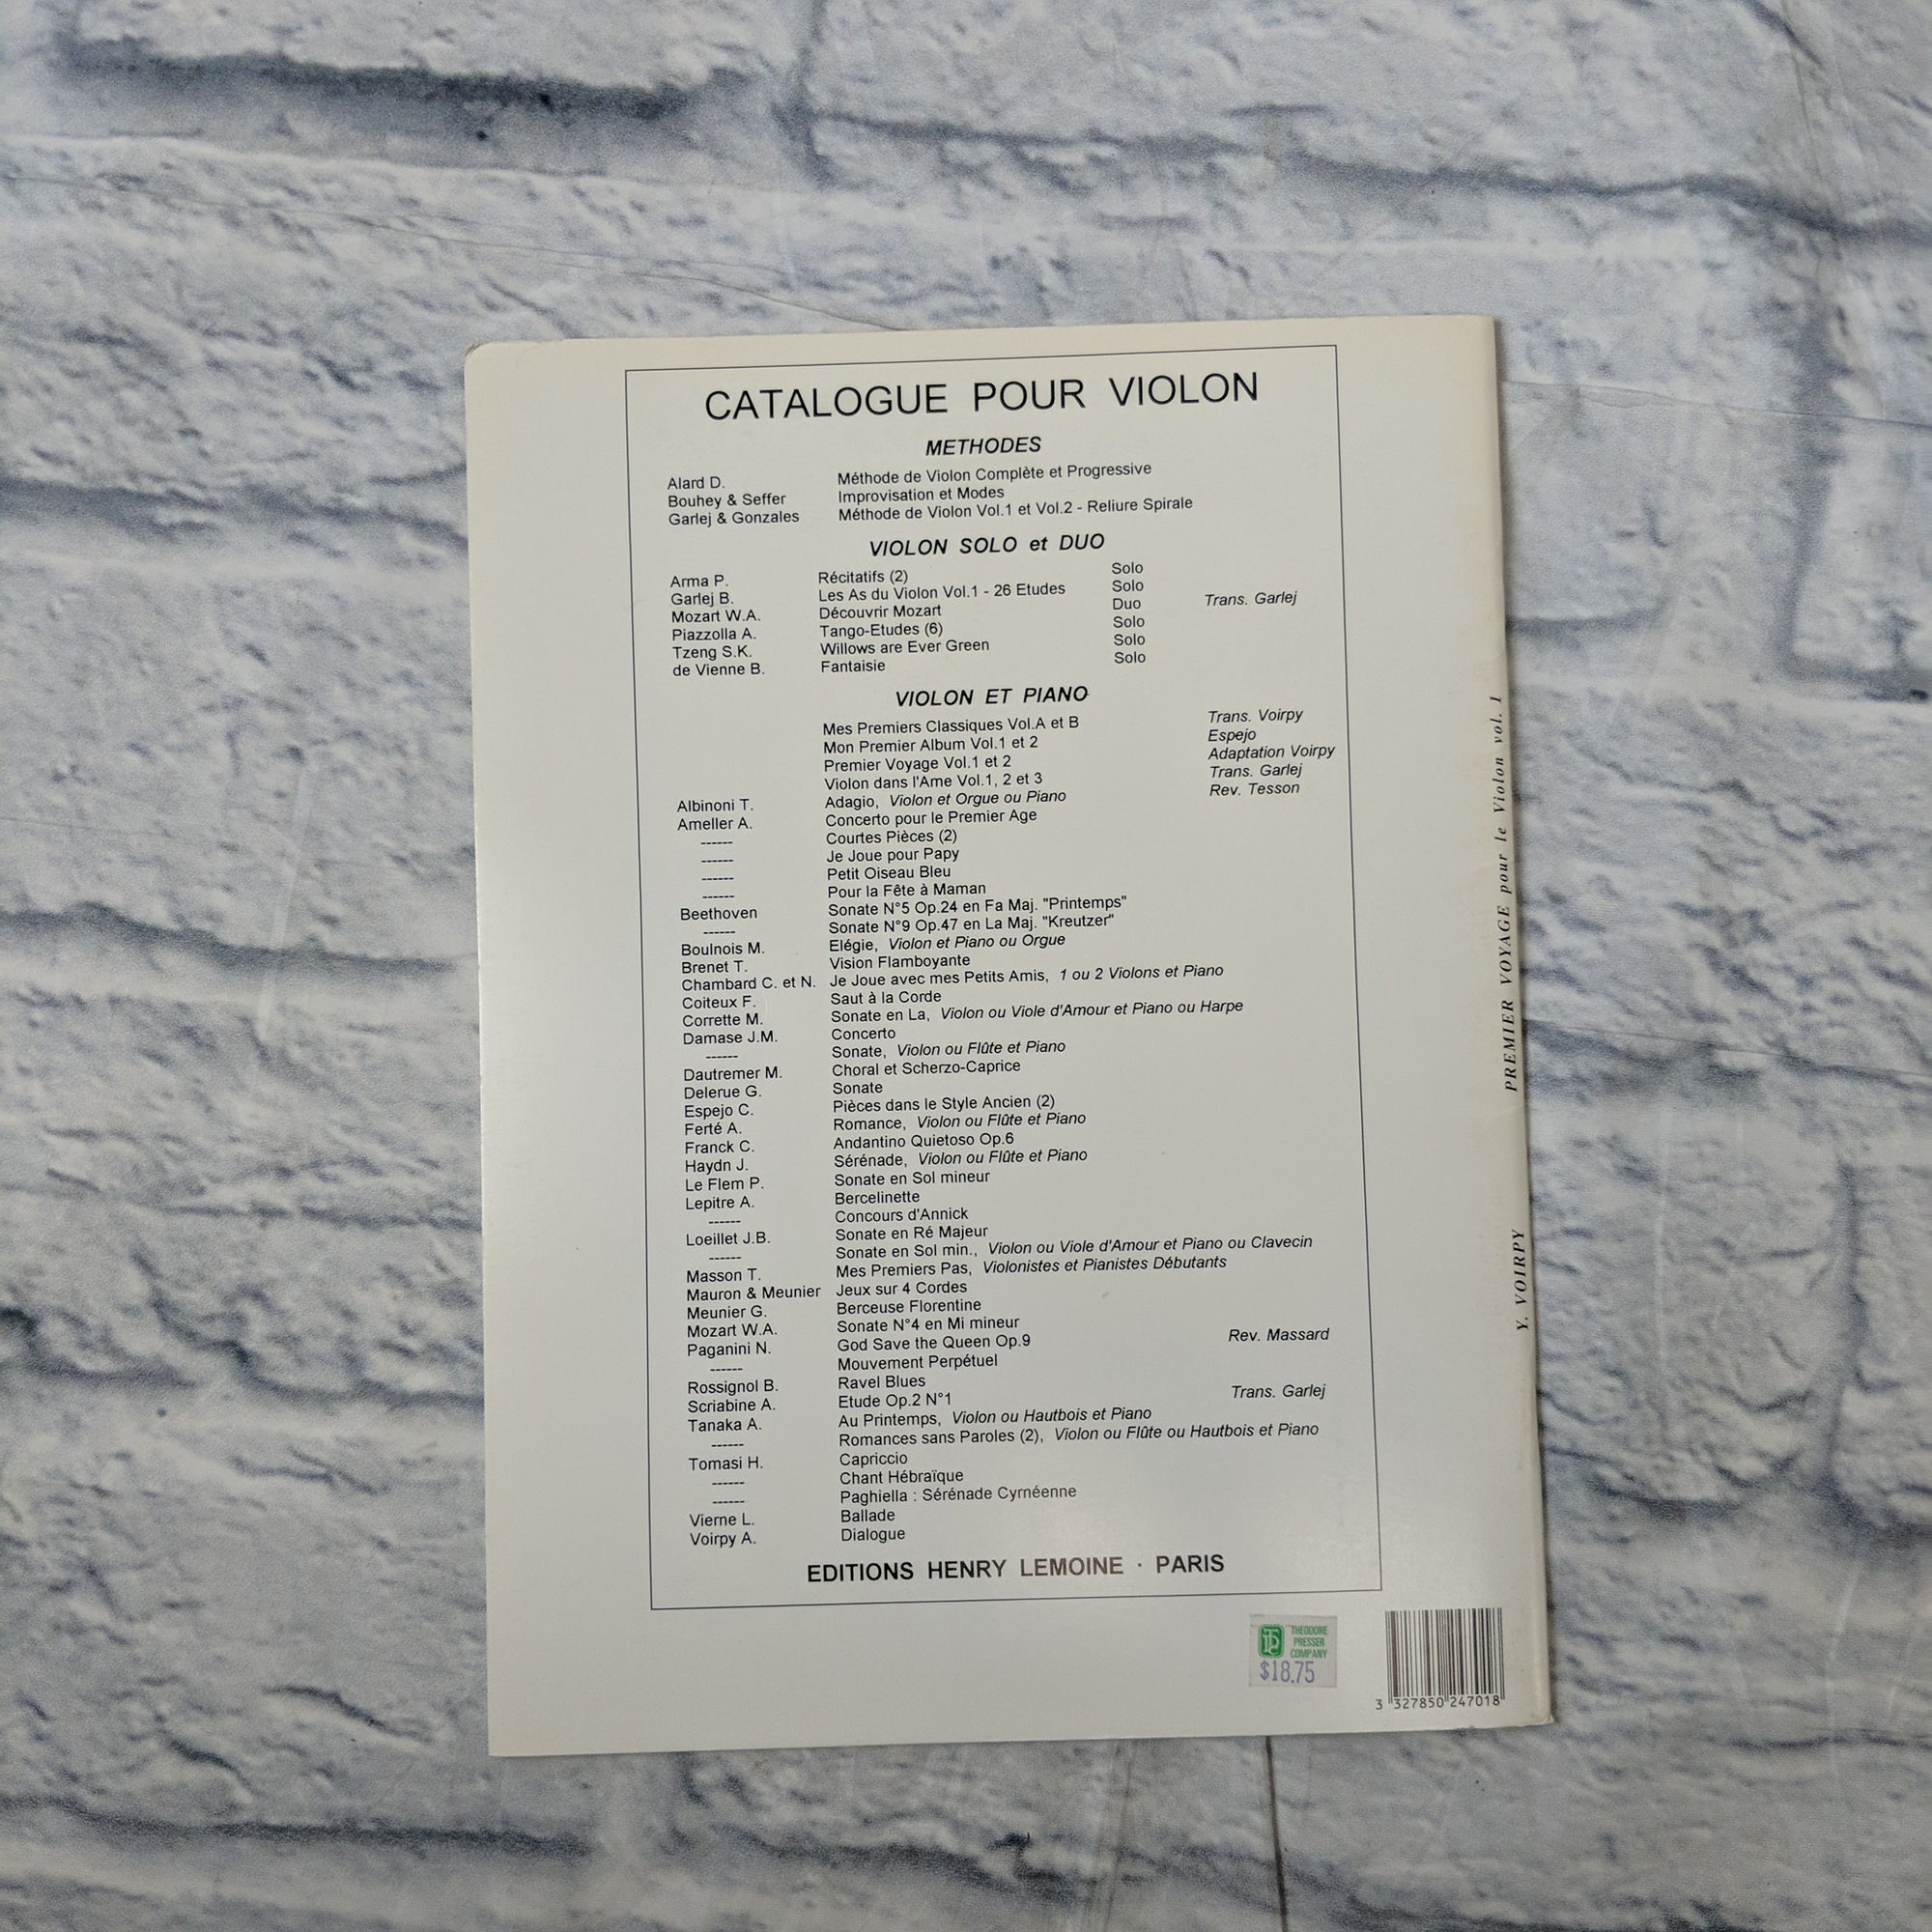 CATALOGUE POUR VIOLON
METHODES
Alard D. Méthode de Violon Complète et Progressive
Bouhey & Seffer Improvisation et Modes
Garlej & Gonzales Méthode de Violon Vol.1 et Vol.2 - Reliure Spirale
VIOLON SOLO et DUO
Arma P. Récitatifs (2) Solo
Garlej B. Les As du Violon Vol.1 - 26 Etudes Solo
Mozart W.A. Découvrir Mozart Duo Trans. Garlej
Piazzolla A. Tango-Etudes (6) Solo
Tzeng S.K. Willows are Ever Green Solo
de Vienne B. Fantaisie Solo
VIOLON ET PIANO
Mes Premiers Classiques Vol.A et B Trans. Voirpy
Mon Premier Album Vol.1 et 2 Espejo
Premier Voyage Vol.1 et 2 Adaptation Voirpy
Violon dans l'Ame Vol.1, 2 et 3 Trans. Garlej
Albinoni T. Adagio, Violon et Orgue ou Piano Rev. Tesson
Ameller A. Concerto pour le Premier Age
------ Courtes Pièces (2)
------ Je Joue pour Papy
------ Petit Oiseau Bleu
------ Pour la Fête à Maman
Beethoven Sonate N°5 Op.24 en Fa Maj. "Printemps"
------ Sonate N°9 Op.47 en La Maj. "Kreutzer"
Boulnois M. Elégie, Violon et Piano ou Orgue
Brenet T. Vision Flamboyante
Chambard C. et N. Je Joue avec mes Petits Amis, 1 ou 2 Violons et Piano
Coiteux F. Saut à la Corde
Corrette M. Sonate en La, Violon ou Viole d'Amour et Piano ou Harpe
Damase J.M. Concerto
------ Sonate, Violon ou Flûte et Piano
Dautremer M. Choral et Scherzo-Caprice
Delerue G. Sonate
Espejo C. Pièces dans le Style Ancien (2)
Ferté A. Romance, Violon ou Flûte et Piano
Franck C. Andantino Quietoso Op.6
Haydn J. Sérénade, Violon ou Flûte et Piano
Le Flem P. Sonate en Sol mineur
Lepitre A. Bercelinette
------ Concours d'Annick
Loeillet J.B. Sonate en Ré Majeur
------ Sonate en Sol min., Violon ou Viole d'Amour et Piano ou Clavecin
Masson T. Mes Premiers Pas, Violonistes et Pianistes Débutants
Mauron & Meunier Jeux sur 4 Cordes
Meunier G. Berceuse Florentine
Mozart W.A. Sonate N°4 en Mi mineur
Paganini N. God Save the Queen Op.9 Rev. Massard
------ Mouvement Perpétuel
Rossignol B. Ravel Blues
Scriabine A. Etude Op.2 N°1 Trans. Garlej
Tanaka A. Au Printemps, Violon ou Hautbois et Piano
------ Romances sans Paroles (2), Violon ou Flûte ou Hautbois et Piano
Tomasi H. Capriccio
------ Chant Hébraïque
------ Paghiella : Sérénade Cyrnéenne
Vierne L. Ballade
Voirpy A. Dialogue
EDITIONS HENRY LEMOINE · PARIS
THEODORE
PRESSER
COMPANY
$18.75
3 327850 247018
Y. VOIRPY PREMIER VOYAGE pour le Violon vol. 1